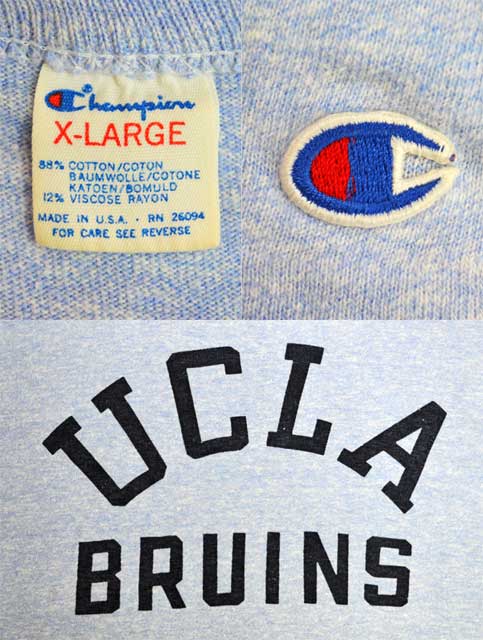 Champion
X-LARGE
88% COTTON/COTON
BAUMWOLLE/COTONE
KATOEN/BOMULD
12% VISCOSE RAYON
MADE IN U.S.A. · RN 26094
FOR CARE SEE REVERSE
C
UCLA
BRUINS